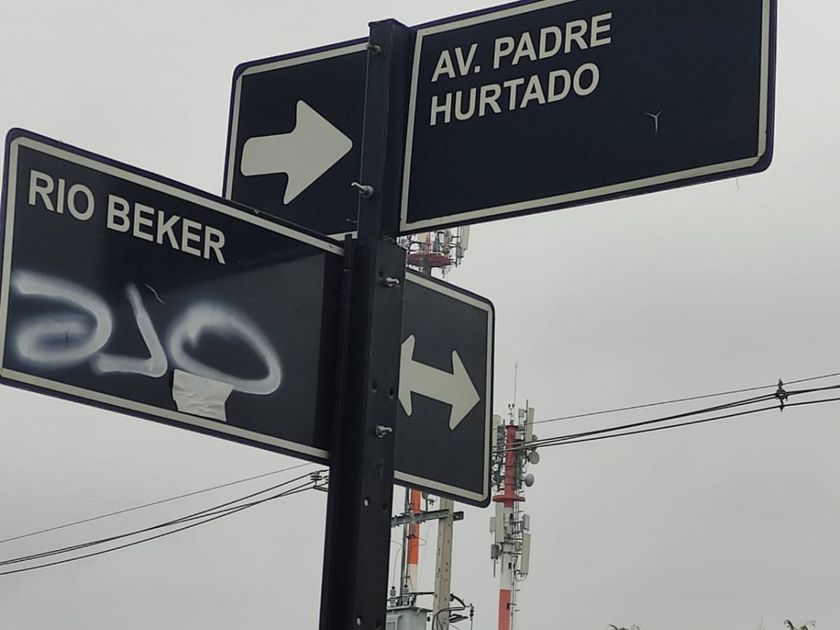 AV. PADRE
HURTADO
RIO BEKER